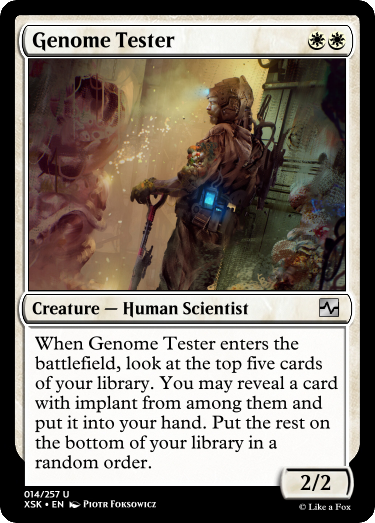 Genome Tester
Creature — Human Scientist
When Genome Tester enters the
battlefield, look at the top five cards
of your library. You may reveal a card
with implant from among them and
put it into your hand. Put the rest on
the bottom of your library in a
random order.
2/2
014/257 U
XSK • EN Piotr Foksowicz
© Like a Fox